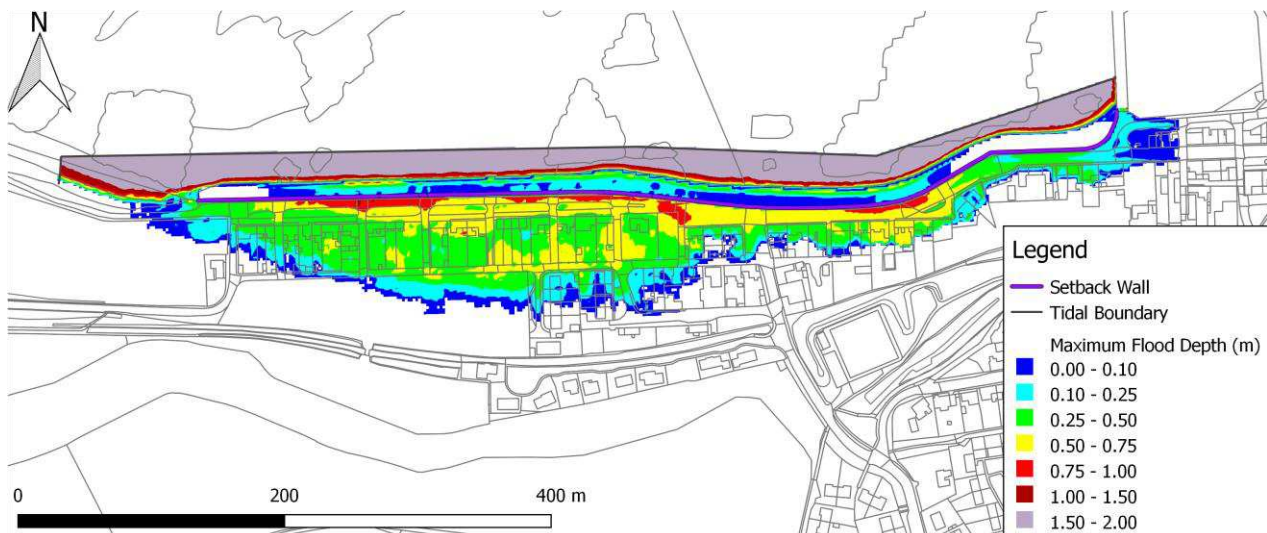 N
Legend
Setback Wall
Tidal Boundary
Maximum Flood Depth (m)
0.00 - 0.10
0.10 - 0.25
0.25 - 0.50
0.50 - 0.75
0.75 - 1.00
1.00 - 1.50
1.50 - 2.00
0 200 400 m